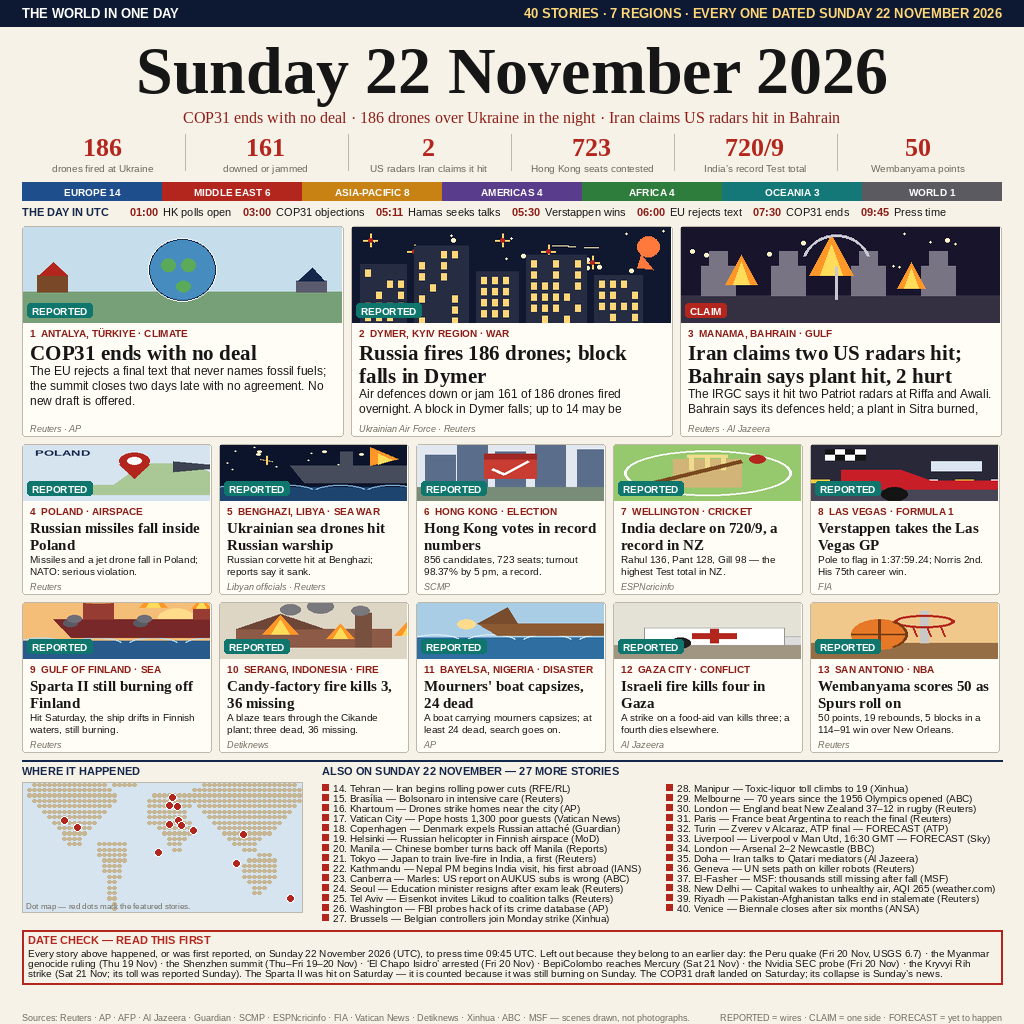 THE WORLD IN ONE DAY
40 STORIES · 7 REGIONS · EVERY ONE DATED SUNDAY 22 NOVEMBER 2026
Sunday 22 November 2026
COP31 ends with no deal · 186 drones over Ukraine in the night · Iran claims US radars hit in Bahrain
186
drones fired at Ukraine
161
downed or jammed
2
US radars Iran claims it hit
723
Hong Kong seats contested
720/9
India's record Test total
50
Wembanyama points
EUROPE 14
MIDDLE EAST 6
ASIA-PACIFIC 8
AMERICAS 4
AFRICA 4
OCEANIA 3
WORLD 1
THE DAY IN UTC 01:00 HK polls open 03:00 COP31 objections 05:11 Hamas seeks talks 05:30 Verstappen wins 06:00 EU rejects text 07:30 COP31 ends 09:45 Press time
REPORTED
1 ANTALYA, TÜRKIYE · CLIMATE
COP31 ends with no deal
The EU rejects a final text that never names fossil fuels;
the summit closes two days late with no agreement. No
new draft is offered.
Reuters · AP
REPORTED
2 DYMER, KYIV REGION · WAR
Russia fires 186 drones; block
falls in Dymer
Air defences down or jam 161 of 186 drones fired
overnight. A block in Dymer falls; up to 14 may be
Ukrainian Air Force · Reuters
CLAIM
3 MANAMA, BAHRAIN · GULF
Iran claims two US radars hit;
Bahrain says plant hit, 2 hurt
The IRGC says it hit two Patriot radars at Riffa and Awali.
Bahrain says its defences held; a plant in Sitra burned,
Reuters · Al Jazeera
POLAND
REPORTED
4 POLAND · AIRSPACE
Russian missiles fall inside
Poland
Missiles and a jet drone fall in Poland;
NATO: serious violation.
Reuters
REPORTED
5 BENGHAZI, LIBYA · SEA WAR
Ukrainian sea drones hit
Russian warship
Russian corvette hit at Benghazi;
reports say it sank.
Libyan officials · Reuters
REPORTED
6 HONG KONG · ELECTION
Hong Kong votes in record
numbers
856 candidates, 723 seats; turnout
98.37% by 5 pm, a record.
SCMP
REPORTED
7 WELLINGTON · CRICKET
India declare on 720/9, a
record in NZ
Rahul 136, Pant 128, Gill 98 — the
highest Test total in NZ.
ESPNcricinfo
REPORTED
8 LAS VEGAS · FORMULA 1
Verstappen takes the Las
Vegas GP
Pole to flag in 1:37:59.24; Norris 2nd.
His 75th career win.
FIA
REPORTED
9 GULF OF FINLAND · SEA
Sparta II still burning off
Finland
Hit Saturday, the ship drifts in Finnish
waters, still burning.
Reuters
REPORTED
10 SERANG, INDONESIA · FIRE
Candy-factory fire kills 3,
36 missing
A blaze tears through the Cikande
plant; three dead, 36 missing.
Detiknews
REPORTED
11 BAYELSA, NIGERIA · DISASTER
Mourners' boat capsizes,
24 dead
A boat carrying mourners capsizes; at
least 24 dead, search goes on.
AP
REPORTED
12 GAZA CITY · CONFLICT
Israeli fire kills four in
Gaza
A strike on a food-aid van kills three; a
fourth dies elsewhere.
Al Jazeera
REPORTED
13 SAN ANTONIO · NBA
Wembanyama scores 50 as
Spurs roll on
50 points, 19 rebounds, 5 blocks in a
114–91 win over New Orleans.
Reuters
WHERE IT HAPPENED
Dot map — red dots mark the featured stories.
ALSO ON SUNDAY 22 NOVEMBER — 27 MORE STORIES
14. Tehran — Iran begins rolling power cuts (RFE/RL)
15. Brasília — Bolsonaro in intensive care (Reuters)
16. Khartoum — Drones strike homes near the city (AP)
17. Vatican City — Pope hosts 1,300 poor guests (Vatican News)
18. Copenhagen — Denmark expels Russian attaché (Guardian)
19. Helsinki — Russian helicopter in Finnish airspace (MoD)
20. Manila — Chinese bomber turns back off Manila (Reports)
21. Tokyo — Japan to train live-fire in India, a first (Reuters)
22. Kathmandu — Nepal PM begins India visit, his first abroad (IANS)
23. Canberra — Marles: US report on AUKUS subs is wrong (ABC)
24. Seoul — Education minister resigns after exam leak (Reuters)
25. Tel Aviv — Eisenkot invites Likud to coalition talks (Reuters)
26. Washington — FBI probes hack of its crime database (AP)
27. Brussels — Belgian controllers join Monday strike (Xinhua)
28. Manipur — Toxic-liquor toll climbs to 19 (Xinhua)
29. Melbourne — 70 years since the 1956 Olympics opened (ABC)
30. London — England beat New Zealand 37–12 in rugby (Reuters)
31. Paris — France beat Argentina to reach the final (Reuters)
32. Turin — Zverev v Alcaraz, ATP final — FORECAST (ATP)
33. Liverpool — Liverpool v Man Utd, 16:30 GMT — FORECAST (Sky)
34. London — Arsenal 2–2 Newcastle (BBC)
35. Doha — Iran talks to Qatari mediators (Al Jazeera)
36. Geneva — UN sets path on killer robots (Reuters)
37. El-Fasher — MSF: thousands still missing after fall (MSF)
38. New Delhi — Capital wakes to unhealthy air, AQI 265 (weather.com)
39. Riyadh — Pakistan-Afghanistan talks end in stalemate (Reuters)
40. Venice — Biennale closes after six months (ANSA)
DATE CHECK — READ THIS FIRST
Every story above happened, or was first reported, on Sunday 22 November 2026 (UTC), to press time 09:45 UTC. Left out because they belong to an earlier day: the Peru quake (Fri 20 Nov, USGS 6.7) · the Myanmar
genocide ruling (Thu 19 Nov) · the Shenzhen summit (Thu–Fri 19–20 Nov) · 'El Chapo Isidro' arrested (Fri 20 Nov) · BepiColombo reaches Mercury (Sat 21 Nov) · the Nvidia SEC probe (Fri 20 Nov) · the Kryvyi Rih
strike (Sat 21 Nov; its toll was reported Sunday). The Sparta II was hit on Saturday — it is counted because it was still burning on Sunday. The COP31 draft landed on Saturday; its collapse is Sunday's news.
Sources: Reuters · AP · AFP · Al Jazeera · Guardian · SCMP · ESPNcricinfo · FIA · Vatican News · Detiknews · Xinhua · ABC · MSF — scenes drawn, not photographs.
REPORTED = wires · CLAIM = one side · FORECAST = yet to happen